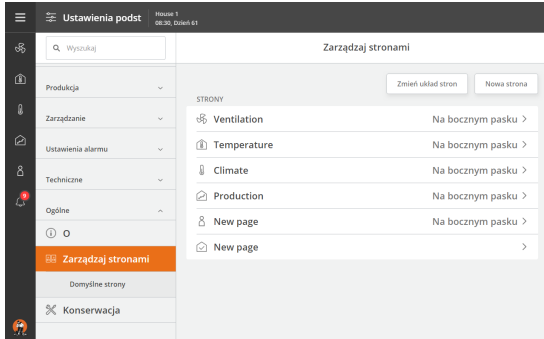 Ustawienia podst
House 1
08:30, Dzień 61
Wyszukaj
Zarządzaj stronami
Zmień układ stron
Nowa strona
Produkcja
Zarządzanie
Ustawienia alarmu
Techniczne
Ogólne
O
Zarządzaj stronami
Domyślne strony
Konserwacja
STRONY
Ventilation Na bocznym pasku
Temperature Na bocznym pasku
Climate Na bocznym pasku
Production Na bocznym pasku
New page Na bocznym pasku
New page
9